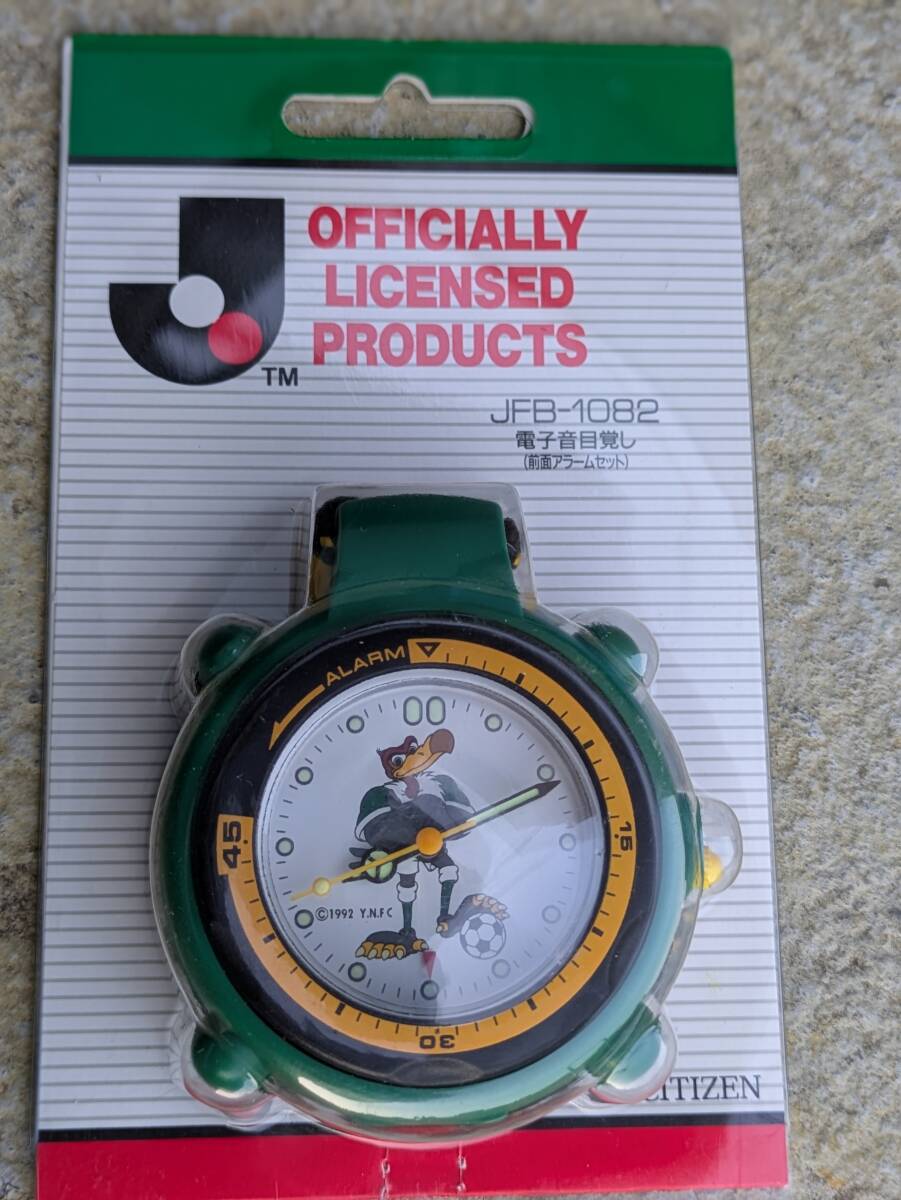 OFFICIALLY
LICENSED
PRODUCTS
TM
JFB-1082
電子音目覚し
(前面アラームセット)
ALARM
00
15
45
©1992 Y.N.F.C
30
CITIZEN